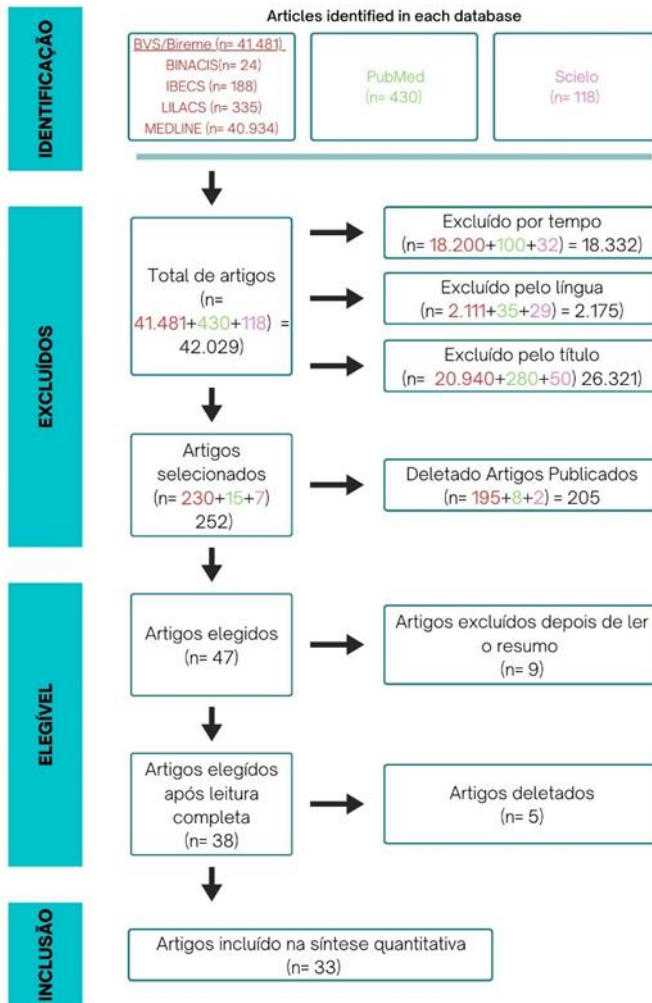 Articles identified in each database
IDENTIFICAÇÃO
BVS/Bireme (n= 41.481)
BINACIS(n= 24)
IBECS (n= 188)
LILACS (n= 335)
MEDLINE (n= 40.934)
PubMed
(n= 430)
Scielo
(n= 118)
EXCLUÍDOS
Total de artigos
(n=
41.481+430+118) =
42.029)
Excluído por tempo
(n= 18.200+100+32) = 18.332)
Excluído pelo língua
(n= 2.111+35+29) = 2.175)
Excluído pelo título
(n= 20.940+280+50) 26.321)
Artigos
selecionados
(n= 230+15+7)
252)
Deletado Artigos Publicados
(n= 195+8+2) = 205
ELEGÍVEL
Artigos elegidos
(n= 47)
Artigos excluídos depois de ler
o resumo
(n= 9)
Artigos elegídos
após leitura
completa
(n= 38)
Artigos deletados
(n= 5)
INCLUSÃO
Artigos incluído na síntese quantitativa
(n= 33)